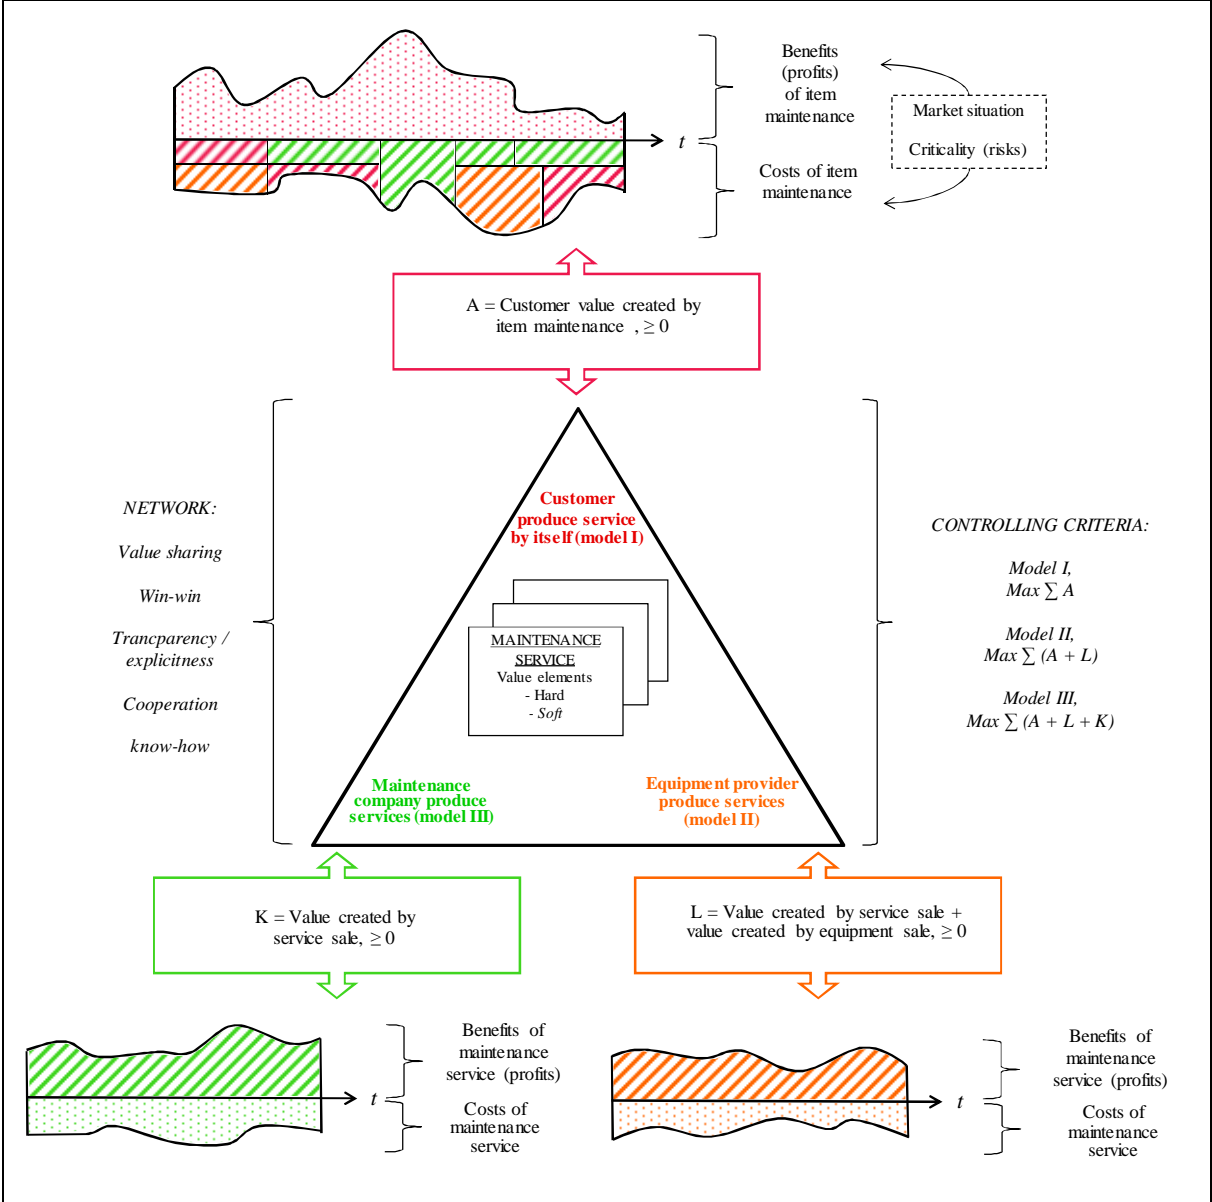 Benefits
(profits)
of item
maintenance
Market situation
Criticality (risks)
t
Costs of item
maintenance
A = Customer value created by
item maintenance , ≥ 0
NETWORK:
Value sharing
Win-win
Trancparency /
explicitness
Cooperation
know-how
Customer
produce service
by itself (model I)
MAINTENANCE
SERVICE
Value elements
- Hard
- Soft
Maintenance
company produce
services (model III)
Equipment provider
produce services
(model II)
CONTROLLING CRITERIA:
Model I,
Max ∑ A
Model II,
Max ∑ (A + L)
Model III,
Max ∑ (A + L + K)
K = Value created by
service sale, ≥ 0
L = Value created by service sale +
value created by equipment sale, ≥ 0
Benefits of
maintenance
service (profits)
t
Costs of
maintenance
service
Benefits of
maintenance
service (profits)
t
Costs of
maintenance
service